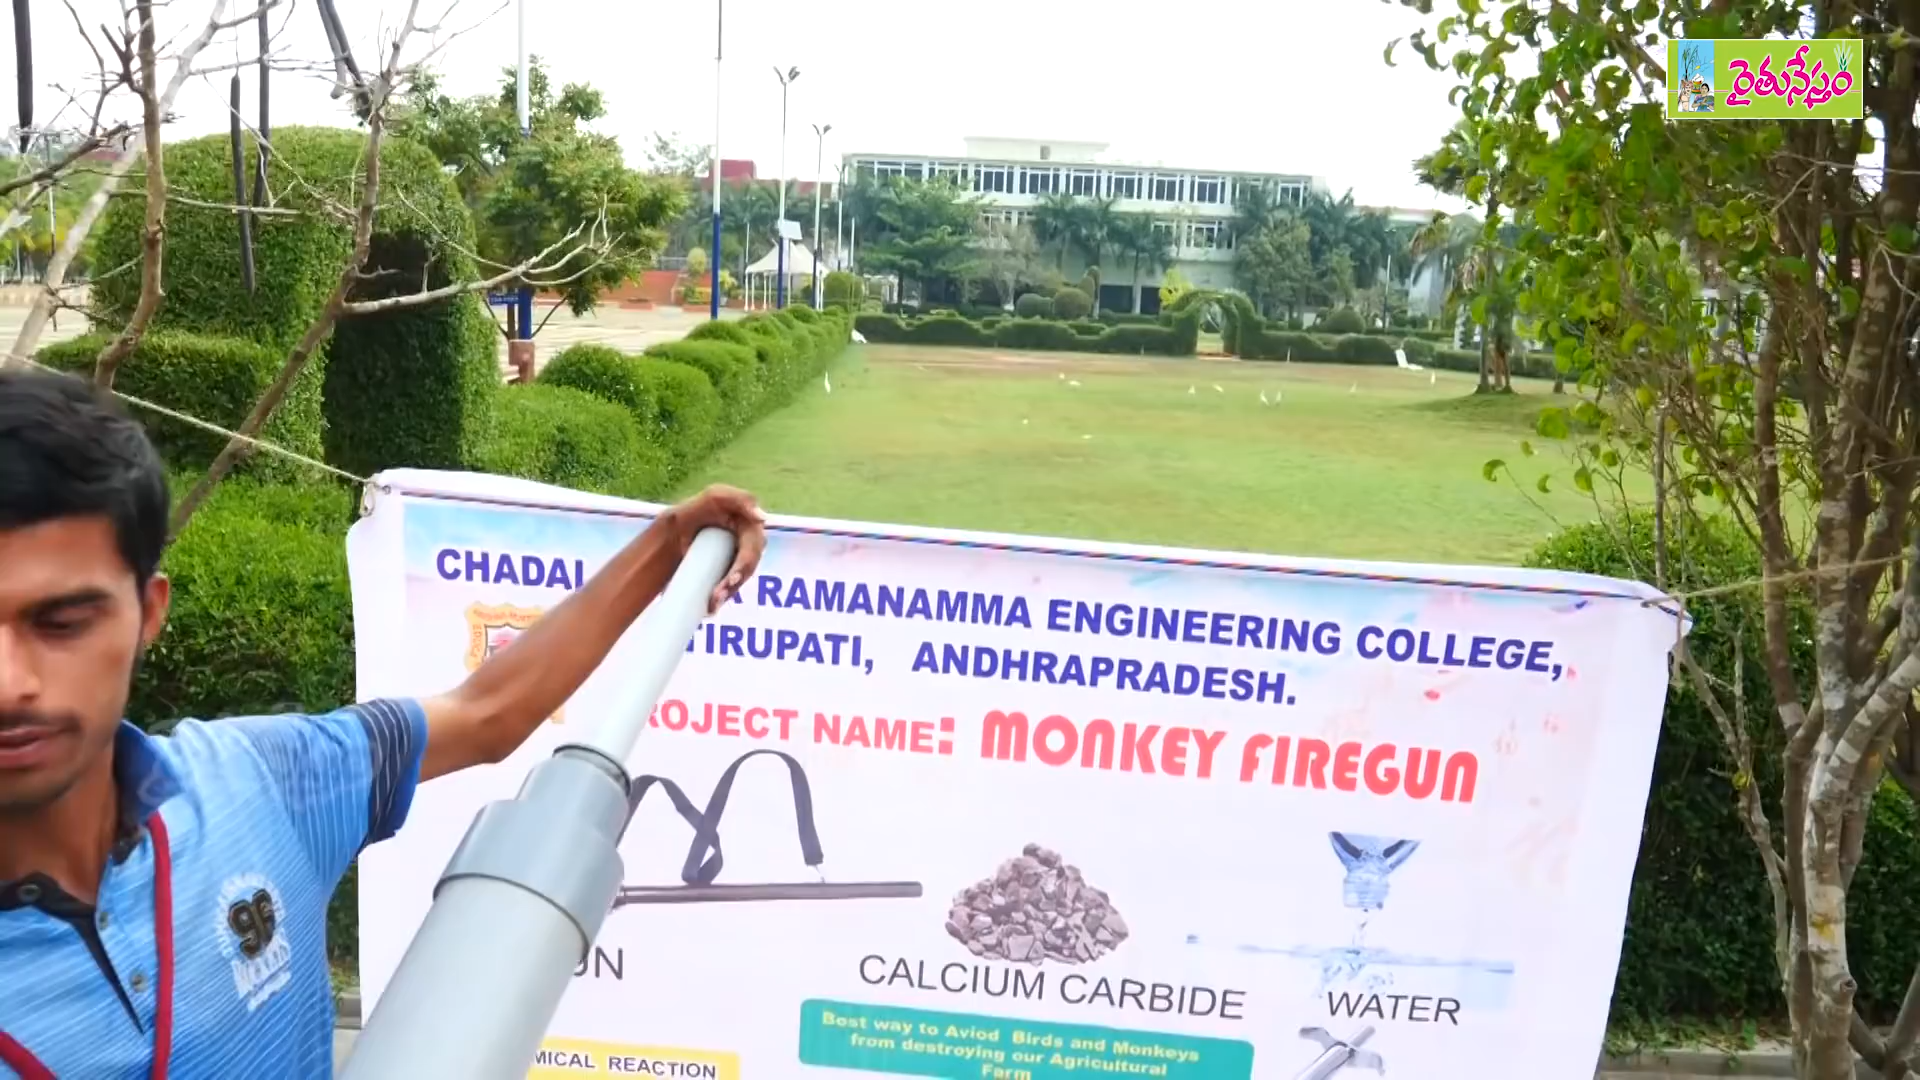 రైతునేస్తం
CHADAL RAMANAMMA ENGINEERING COLLEGE,
TIRUPATI, ANDHRAPRADESH.
ROJECT NAME: MONKEY FIREGUN
UN
CALCIUM CARBIDE
WATER
Best way to Aviod Birds and Monkeys
from destroying our Agricultural
Farm
MICAL REACTION
96